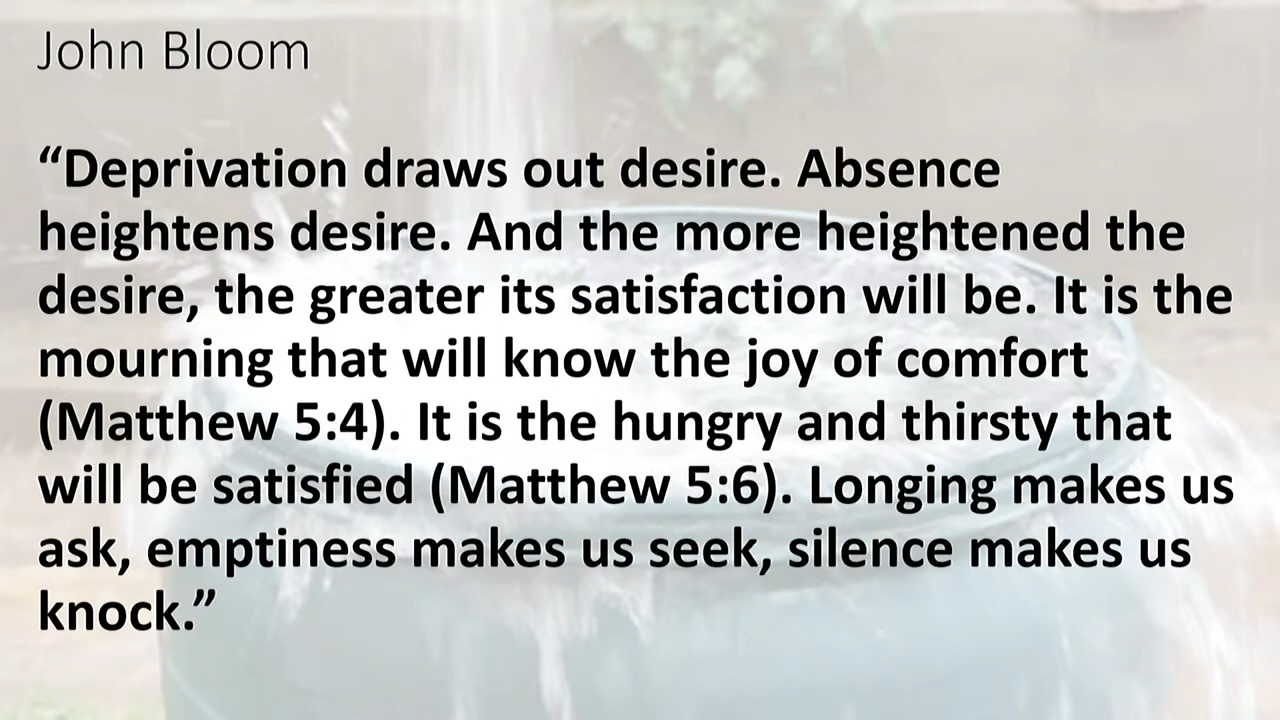 John Bloom
“Deprivation draws out desire. Absence
heightens desire. And the more heightened the
desire, the greater its satisfaction will be. It is the
mourning that will know the joy of comfort
(Matthew 5:4). It is the hungry and thirsty that
will be satisfied (Matthew 5:6). Longing makes us
ask, emptiness makes us seek, silence makes us
knock.”